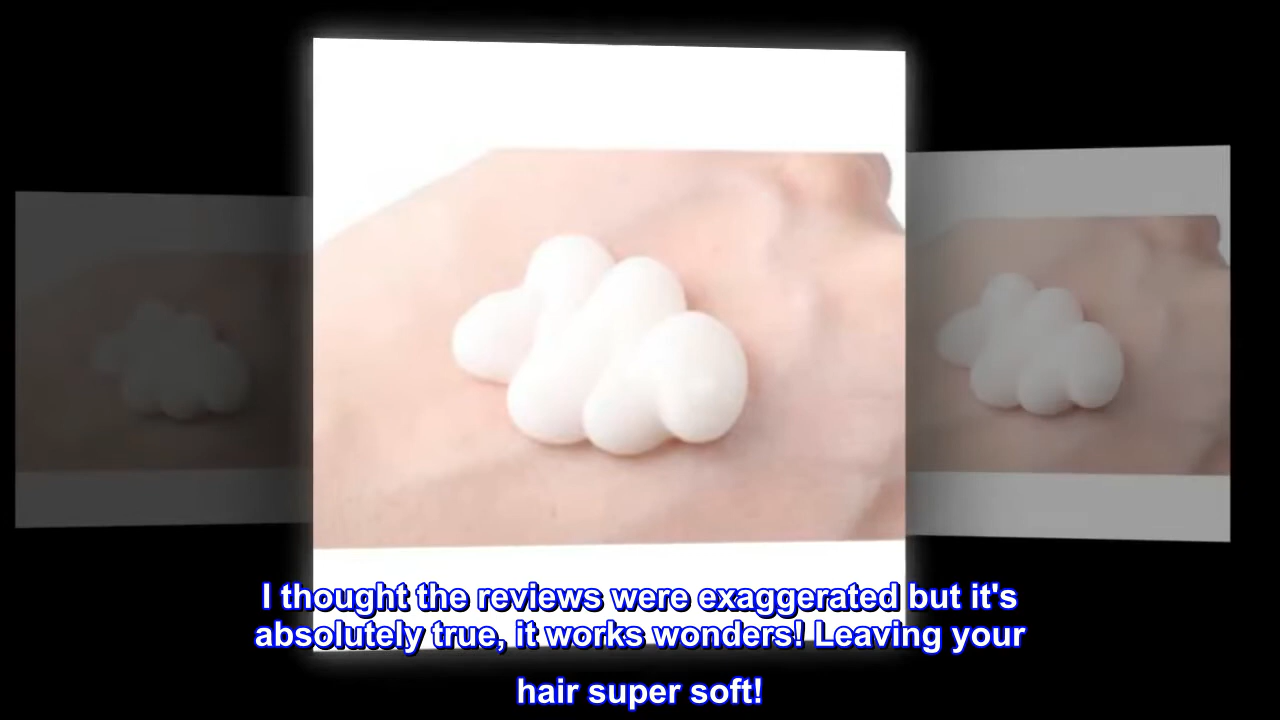 I thought the reviews were exaggerated but it's
absolutely true, it works wonders! Leaving your
hair super soft!